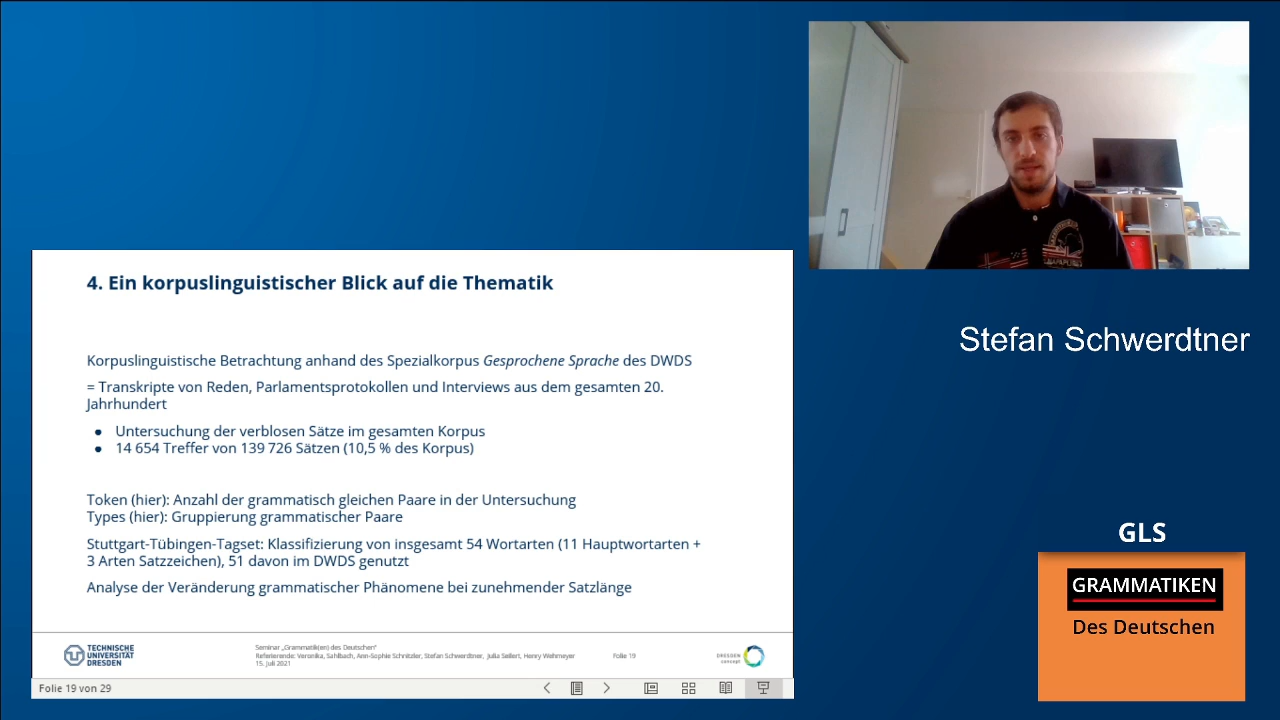 4. Ein korpuslinguistischer Blick auf die Thematik
Korpuslinguistische Betrachtung anhand des Spezialkorpus Gesprochene Sprache des DWDS
= Transkripte von Reden, Parlamentsprotokollen und Interviews aus dem gesamten 20.
Jahrhundert
● Untersuchung der verblosen Sätze im gesamten Korpus
● 14 654 Treffer von 139 726 Sätzen (10,5 % des Korpus)
Token (hier): Anzahl der grammatisch gleichen Paare in der Untersuchung
Types (hier): Gruppierung grammatischer Paare
Stuttgart-Tübingen-Tagset: Klassifizierung von insgesamt 54 Wortarten (11 Hauptwortarten +
3 Arten Satzzeichen), 51 davon im DWDS genutzt
Analyse der Veränderung grammatischer Phänomene bei zunehmender Satzlänge
TECHNISCHE
UNIVERSITÄT
DRESDEN
Seminar „Grammatik(en) des Deutschen“
Referierende: Veronika, Sahlbach, Ann-Sophie Schnitzler, Stefan Schwerdtner, Julia Seifert, Henry Wehmeyer
15. Juli 2021
Folie 19
DRESDEN
concept
Folie 19 von 29
Stefan Schwerdtner
GLS
GRAMMATIKEN
Des Deutschen